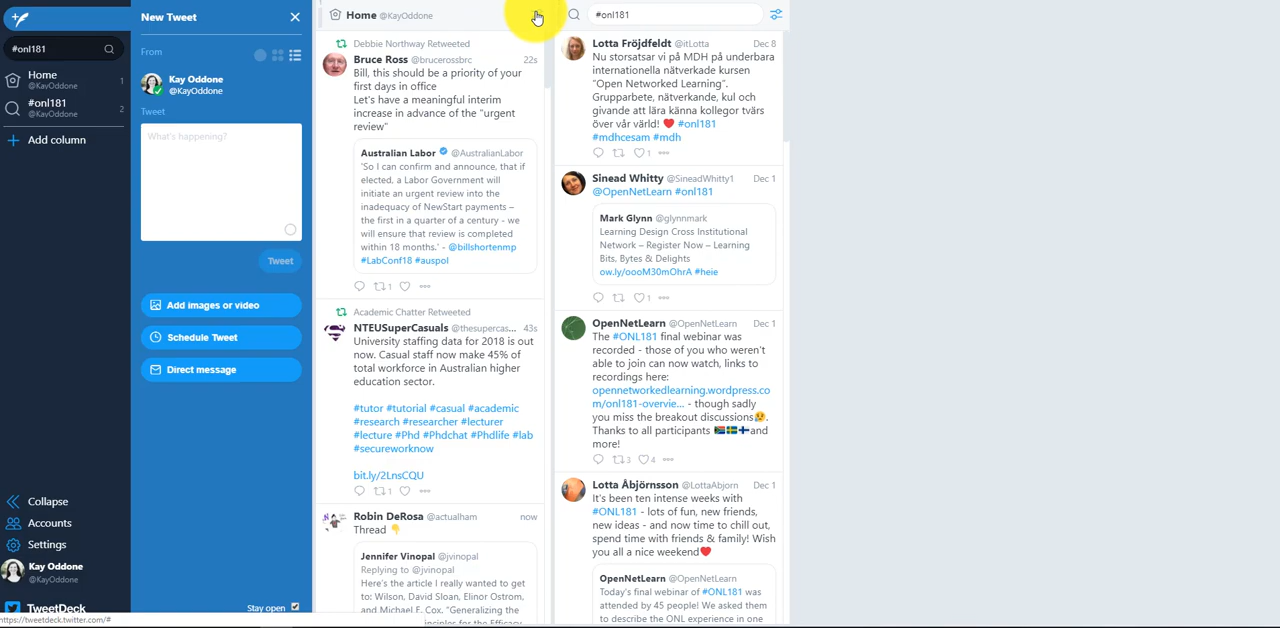 New Tweet
#onl181
Home
@KayOddone
1
#onl181
@KayOddone
2
Add column
Collapse
Accounts
Settings
Kay Oddone
@KayOddone
TweetDeck
https://tweetdeck.twitter.com/#
From
Kay Oddone
@KayOddone
Tweet
What's happening?
Tweet
Add images or video
Schedule Tweet
Direct message
Stay open
Home @KayOddone
Debbie Northway Retweeted
Bruce Ross @brucerossbrc 22s
Bill, this should be a priority of your
first days in office
Let's have a meaningful interim
increase in advance of the "urgent
review"
Australian Labor @AustralianLabor
'So I can confirm and announce, that if
elected, a Labor Government will
initiate an urgent review into the
inadequacy of NewStart payments –
the first in a quarter of a century - we
will ensure that review is completed
within 18 months.' - @billshortenmp
#LabConf18 #auspol
1
Academic Chatter Retweeted
NTEUSuperCasuals @thesupercas... 43s
University staffing data for 2018 is out
now. Casual staff now make 45% of
total workforce in Australian higher
education sector.
#tutor #tutorial #casual #academic
#research #researcher #lecturer
#lecture #Phd #Phdchat #Phdlife #lab
#secureworknow
bit.ly/2LnsCQU
1
Robin DeRosa @actualham now
Thread 👇
Jennifer Vinopal @jvinopal
Replying to @jvinopal
Here's the article I really wanted to
get to: Wilson, David Sloan, Elinor Ostrom,
and Michael E. Cox. "Generalizing the
#onl181
Lotta Fröjdfeldt @itLotta Dec 8
Nu storsatsar vi på MDH på underbara
internationella nätverkande kursen
"Open Networked Learning".
Grupparbete, nätverkande, kul och
givande att lära känna kollegor tvärs
över vår värld! ❤️ #onl181
#mdhcesam #mdh
1
Sinead Whitty @SineadWhitty1 Dec 1
@OpenNetLearn #onl181
Mark Glynn @glynnmark
Learning Design Cross Institutional
Network – Register Now – Learning
Bits, Bytes & Delights
ow.ly/oooM30mOhrA #heie
1
OpenNetLearn @OpenNetLearn Dec 1
The #ONL181 final webinar was
recorded - those of you who weren't
able to join can now watch, links to
recordings here:
opennetworkedlearning.wordpress.co
m/onl181-overvie... - though sadly
you miss the breakout discussions😢.
Thanks to all participants 🇿🇦🇸🇪🇫🇮and
more!
3 4
Lotta Åbjörnsson @LottaAbjorn Dec 1
It's been ten intense weeks with
#ONL181 - lots of fun, new friends,
new ideas - and now time to chill out,
spend time with friends & family! Wish
you all a nice weekend❤️
OpenNetLearn @OpenNetLearn
Today's final webinar of #ONL181 was
attended by 45 people! We asked them
to describe the ONL experience in one